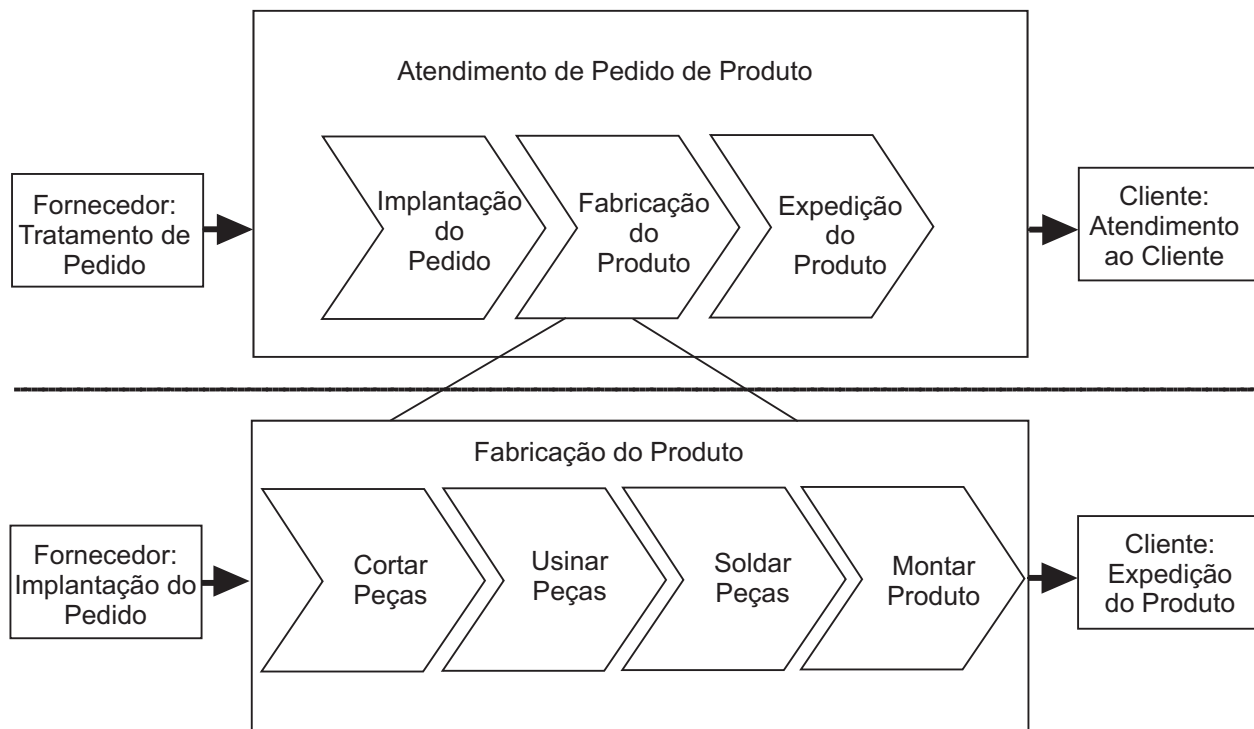 Atendimento de Pedido de Produto
Fornecedor:
Tratamento de
Pedido
Implantação
do
Pedido
Fabricação
do
Produto
Expedição
do
Produto
Cliente:
Atendimento
ao Cliente
Fabricação do Produto
Fornecedor:
Implantação do
Pedido
Cortar
Peças
Usinar
Peças
Soldar
Peças
Montar
Produto
Cliente:
Expedição
do Produto